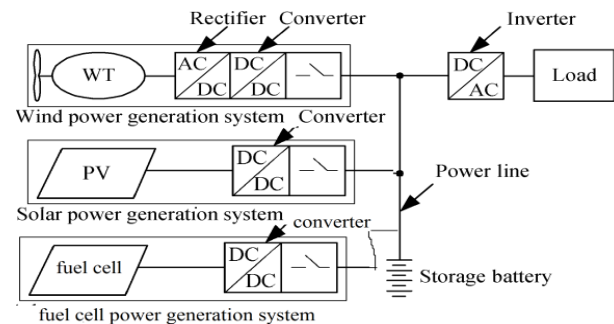 Rectifier Converter
Inverter
WT
AC
DC
DC
DC
DC
AC
Load
Wind power generation system
Converter
PV
DC
DC
Power line
Solar power generation system
converter
fuel cell
DC
DC
Storage battery
fuel cell power generation system